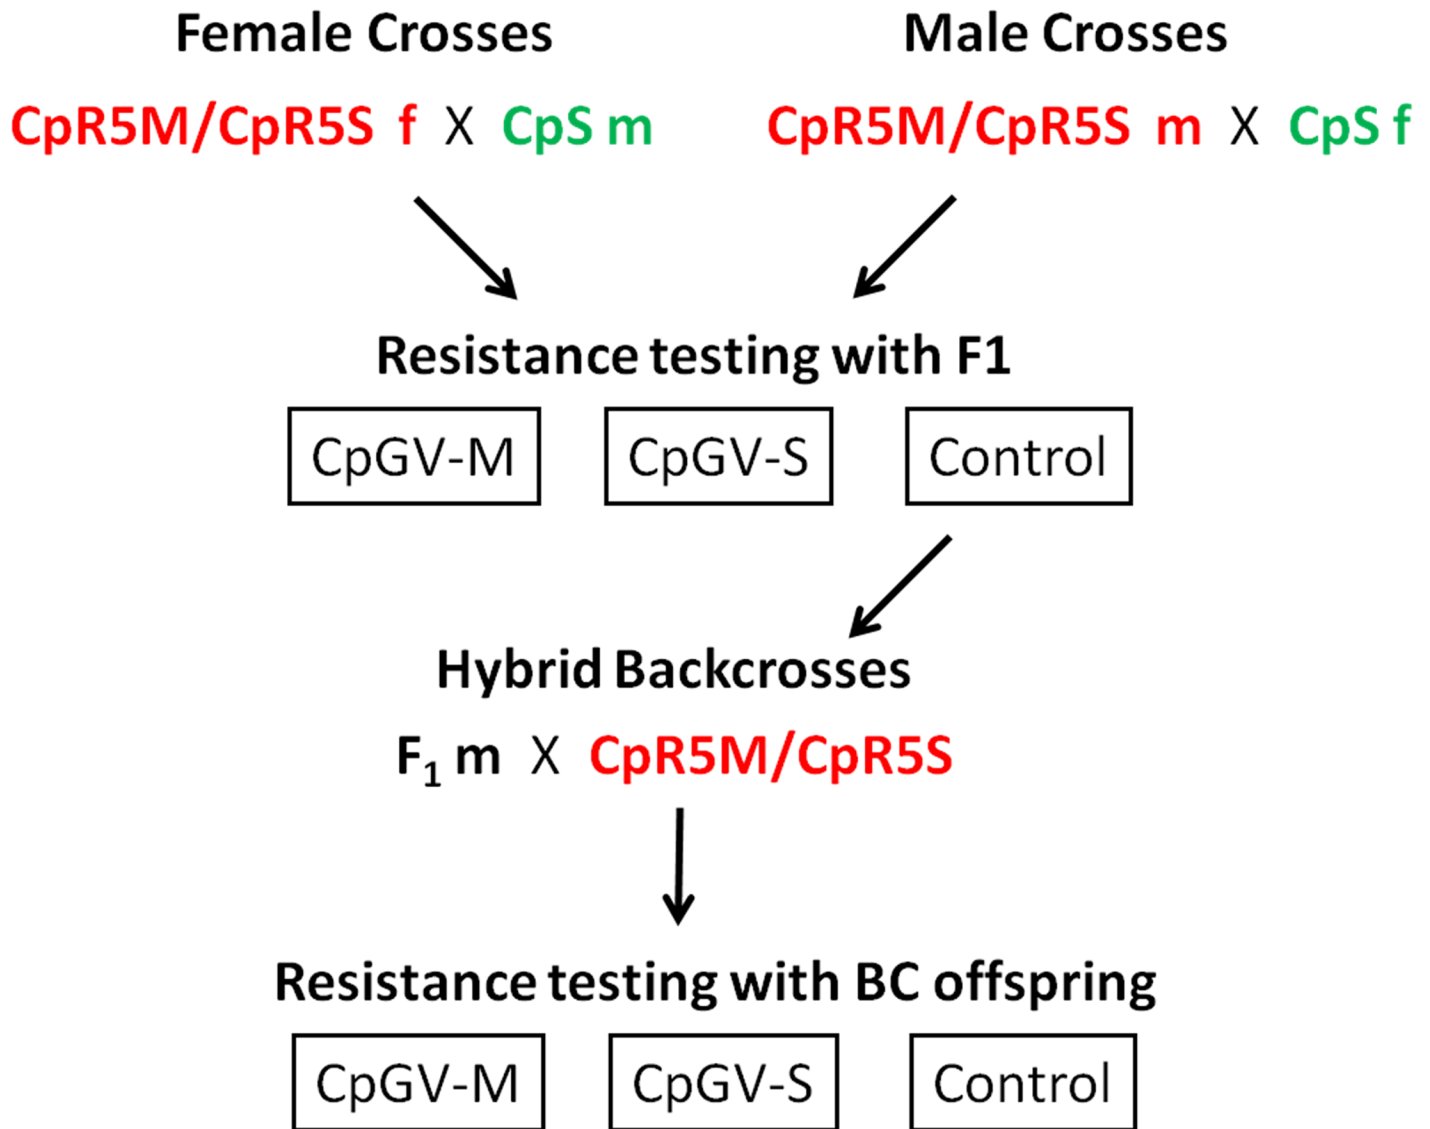 Female Crosses
Male Crosses
CpR5M/CpR5S f X CpS m
CpR5M/CpR5S m X CpS f
Resistance testing with F1
CpGV-M
CpGV-S
Control
Hybrid Backcrosses
F1 m X CpR5M/CpR5S
Resistance testing with BC offspring
CpGV-M
CpGV-S
Control